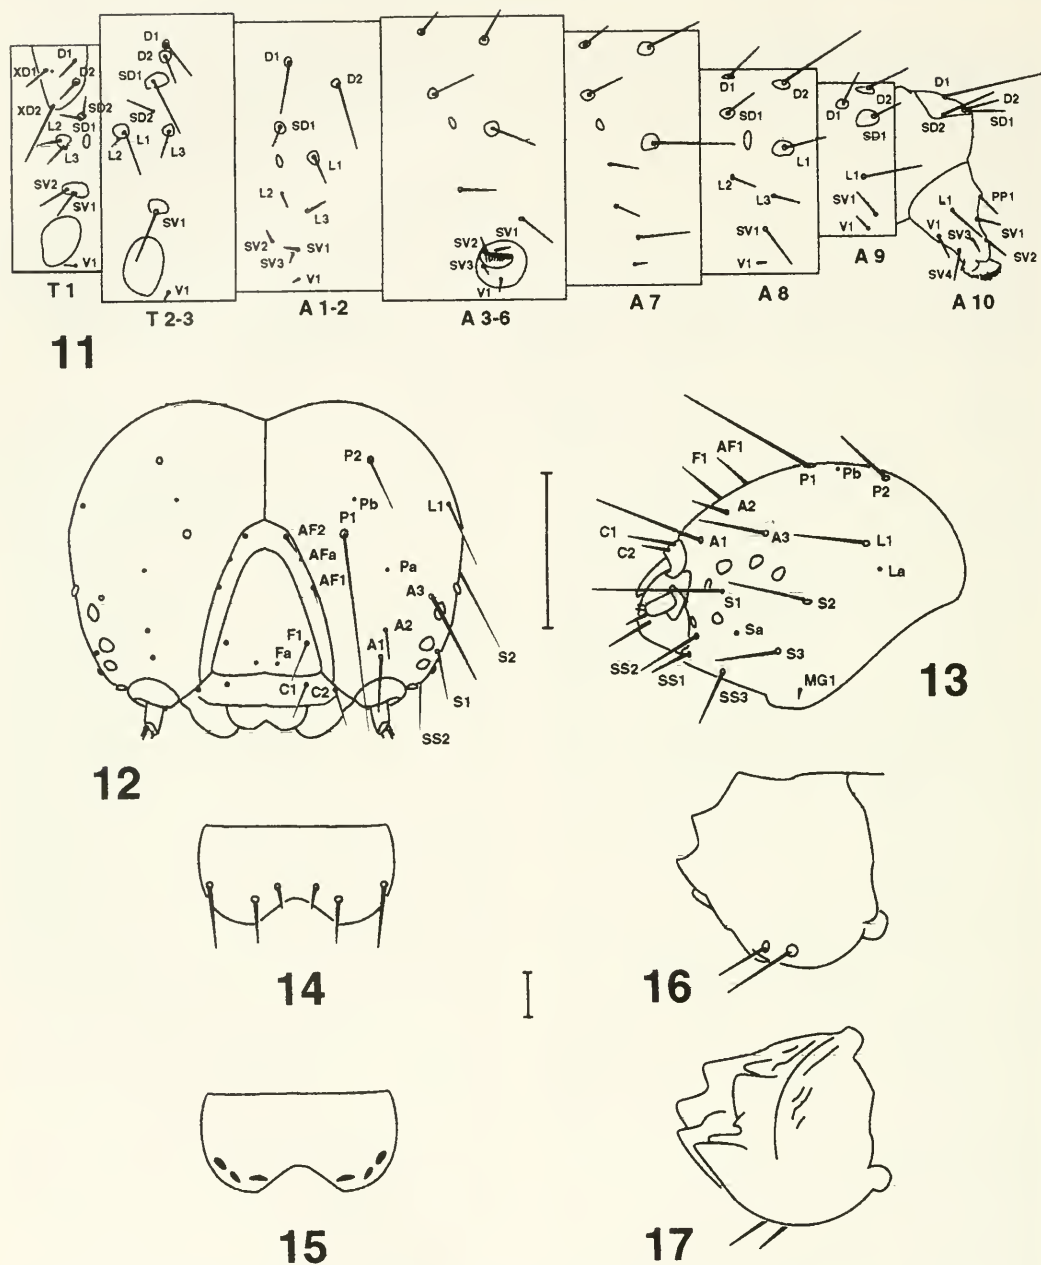 XD1 D1 D2
XD2 SD2
L2 SD1
L3
SV2
SV1
V1
T 1
D1
D2
SD1
SD2
L2 L1 L3
SV1
V1
T 2-3
D1
D2
SD1
L1
L2
L3
SV2 SV1
SV3
V1
A 1-2
SV1
SV2
SV3
V1
A 3-6
A 7
D1 D2
SD1
L1
L2
L3
SV1
V1
A 8
D1 D2
SD1
L1
SV1
V1
A 9
D1
D2
SD2 SD1
L1 PP1
V1 SV3 SV1
SV2
SV4
A 10
11
P2
Pb
L1
P1
AF2
AFa
Pa
AF1
A3
A2
F1 A1
Fa
S2
C1 C2
S1
SS2
12
F1 AF1
P1 Pb
P2
A2
C1
A1 A3 L1
C2
La
S1 S2
Sa
SS2 S3
SS1
SS3 MG1
13
14
16
15
17